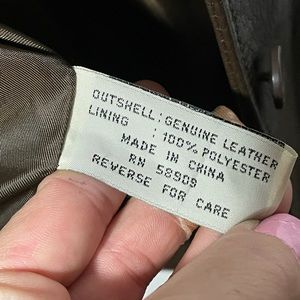 OUTSHELL: GENUINE LEATHER
LINING : 100% POLYESTER
MADE IN CHINA
RN 58909
REVERSE FOR CARE